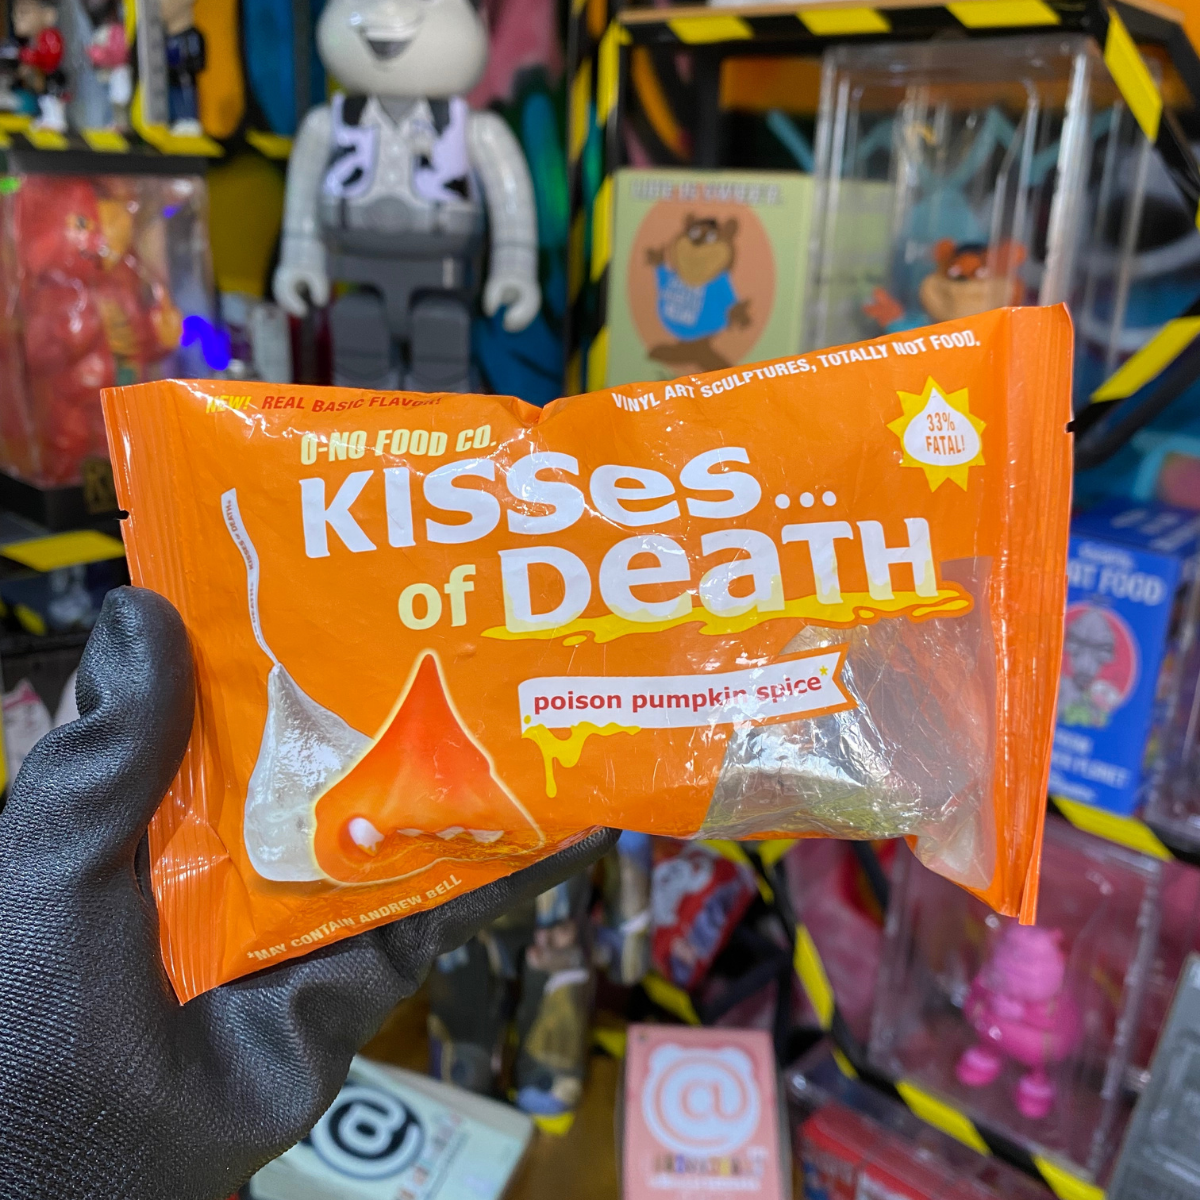 NEW! REAL BASIC FLAVOR!
VINYL ART SCULPTURES, TOTALLY NOT FOOD.
O-NO FOOD CO.
KISSes...
of DeaTH
33%
FATAL!
poison pumpkin spice*
*MAY CONTAIN ANDREW BELL
FOOD
@
@